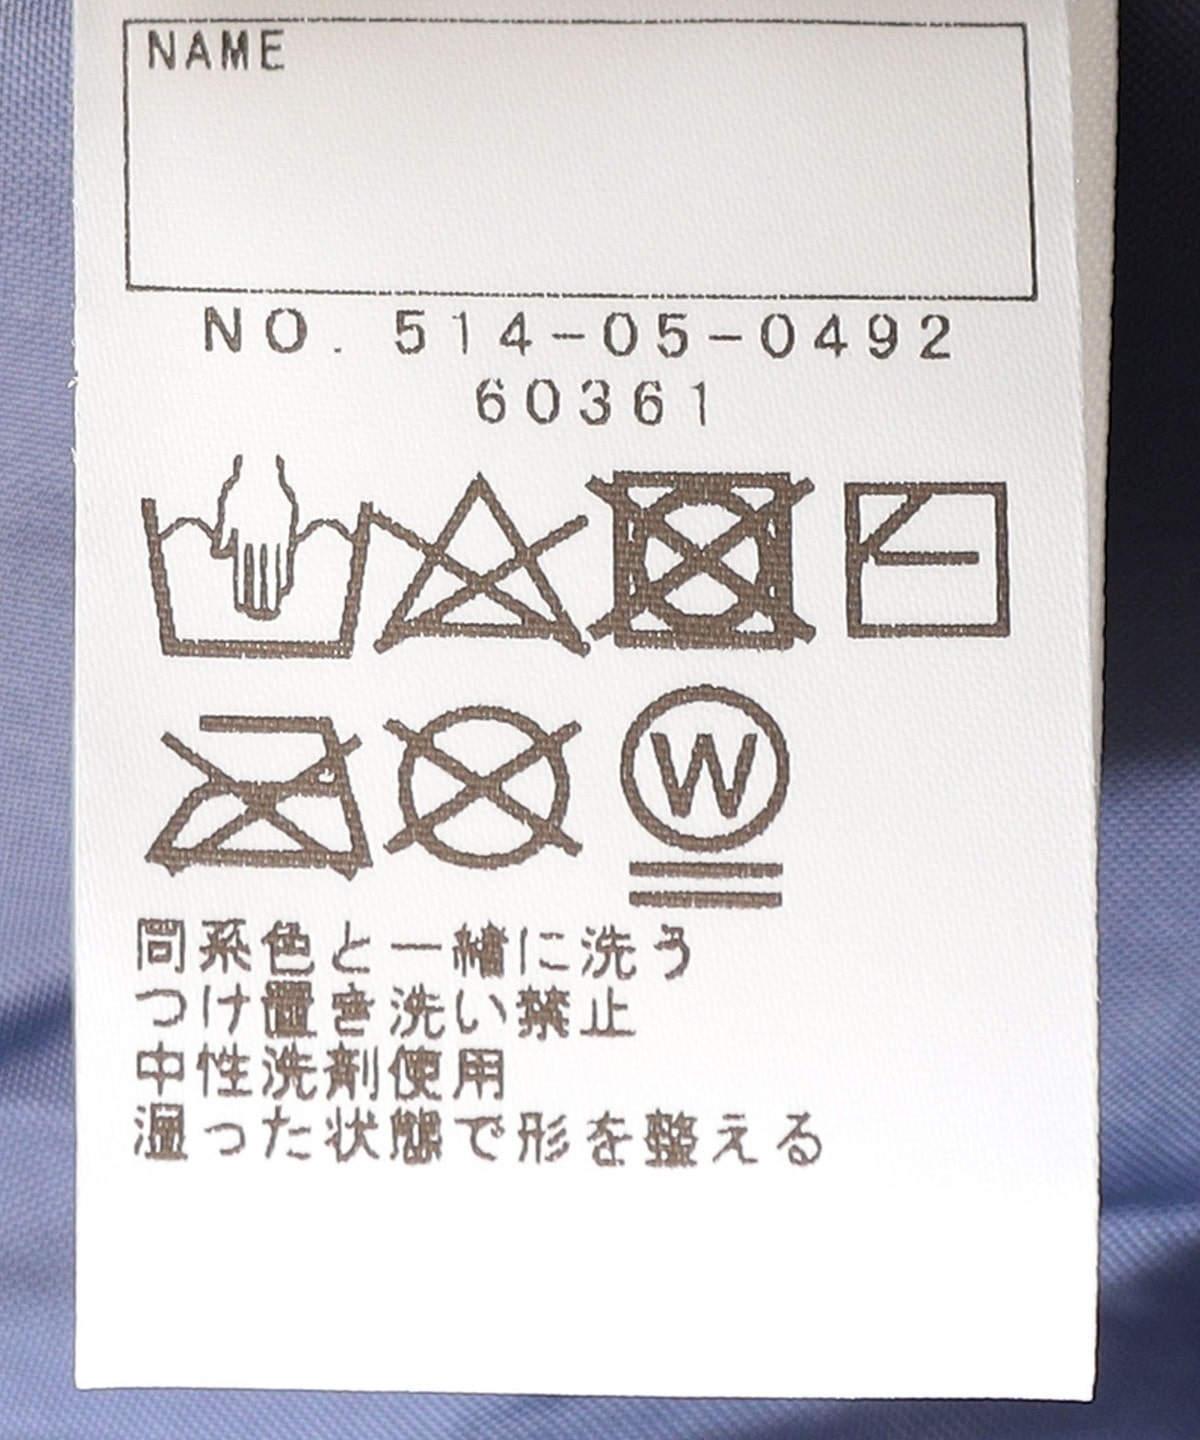 NAME
NO. 514-05-0492
60361
W
同系色と一緒に洗う
つけ置き洗い禁止
中性洗剤使用
湿った状態で形を整える